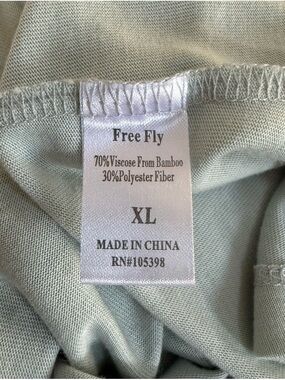 Free Fly
70%Viscose From Bamboo
30%Polyester Fiber
XL
MADE IN CHINA
RN#105398